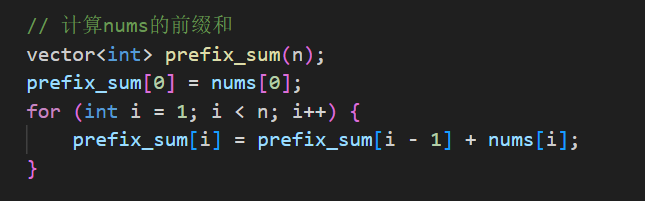 // 计算nums的前缀和
vector<int> prefix_sum(n);
prefix_sum[0] = nums[0];
for (int i = 1; i < n; i++) {
    prefix_sum[i] = prefix_sum[i - 1] + nums[i];
}